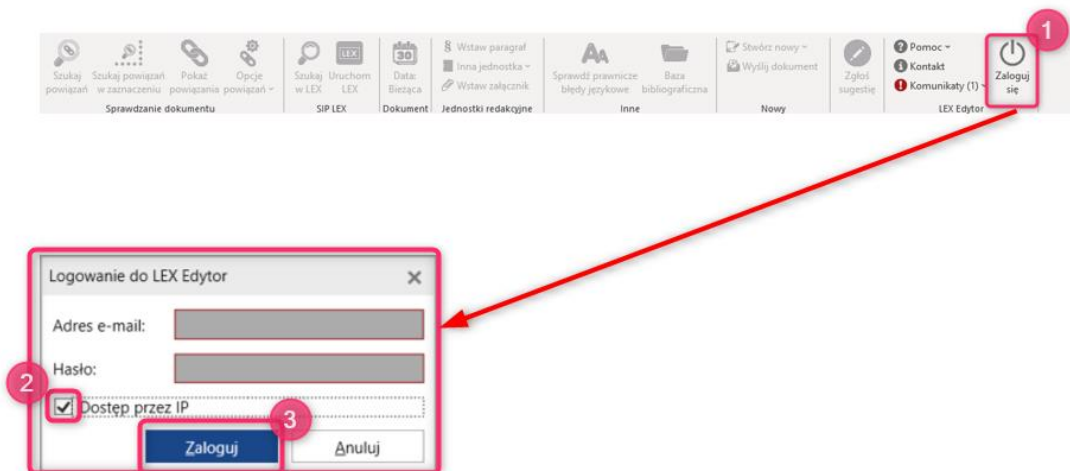 1
Szukaj powiązań
Szukaj powiązań w zaznaczeniu
Pokaż powiązania
Opcje powiązań
Sprawdzanie dokumentu
Szukaj w LEX
LEX
Uruchom LEX
SIP LEX
30
Data: Bieżąca
Dokument
§ Wstaw paragraf
Inna jednostka
Wstaw załącznik
Jednostki redakcyjne
AA
Sprawdź prawnicze błędy językowe
Baza bibliograficzna
Inne
Stwórz nowy
Wyślij dokument
Nowy
Zgłoś sugestię
? Pomoc
i Kontakt
! Komunikaty (1)
Zaloguj się
LEX Edytor
Logowanie do LEX Edytor
Adres e-mail:
Hasło:
2
Dostęp przez IP
3
Zaloguj
Anuluj